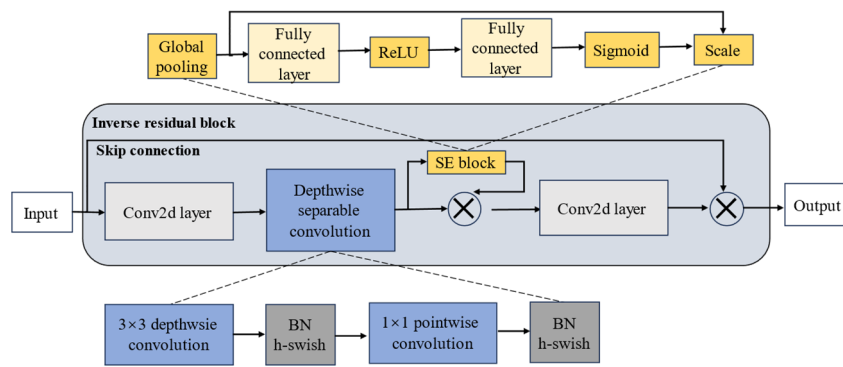 Global
pooling
Fully
connected
layer
ReLU
Fully
connected
layer
Sigmoid
Scale
Inverse residual block
Skip connection
SE block
Input
Conv2d layer
Depthwise
separable
convolution
Conv2d layer
Output
3×3 depthwsie
convolution
BN
h-swish
1×1 pointwise
convolution
BN
h-swish